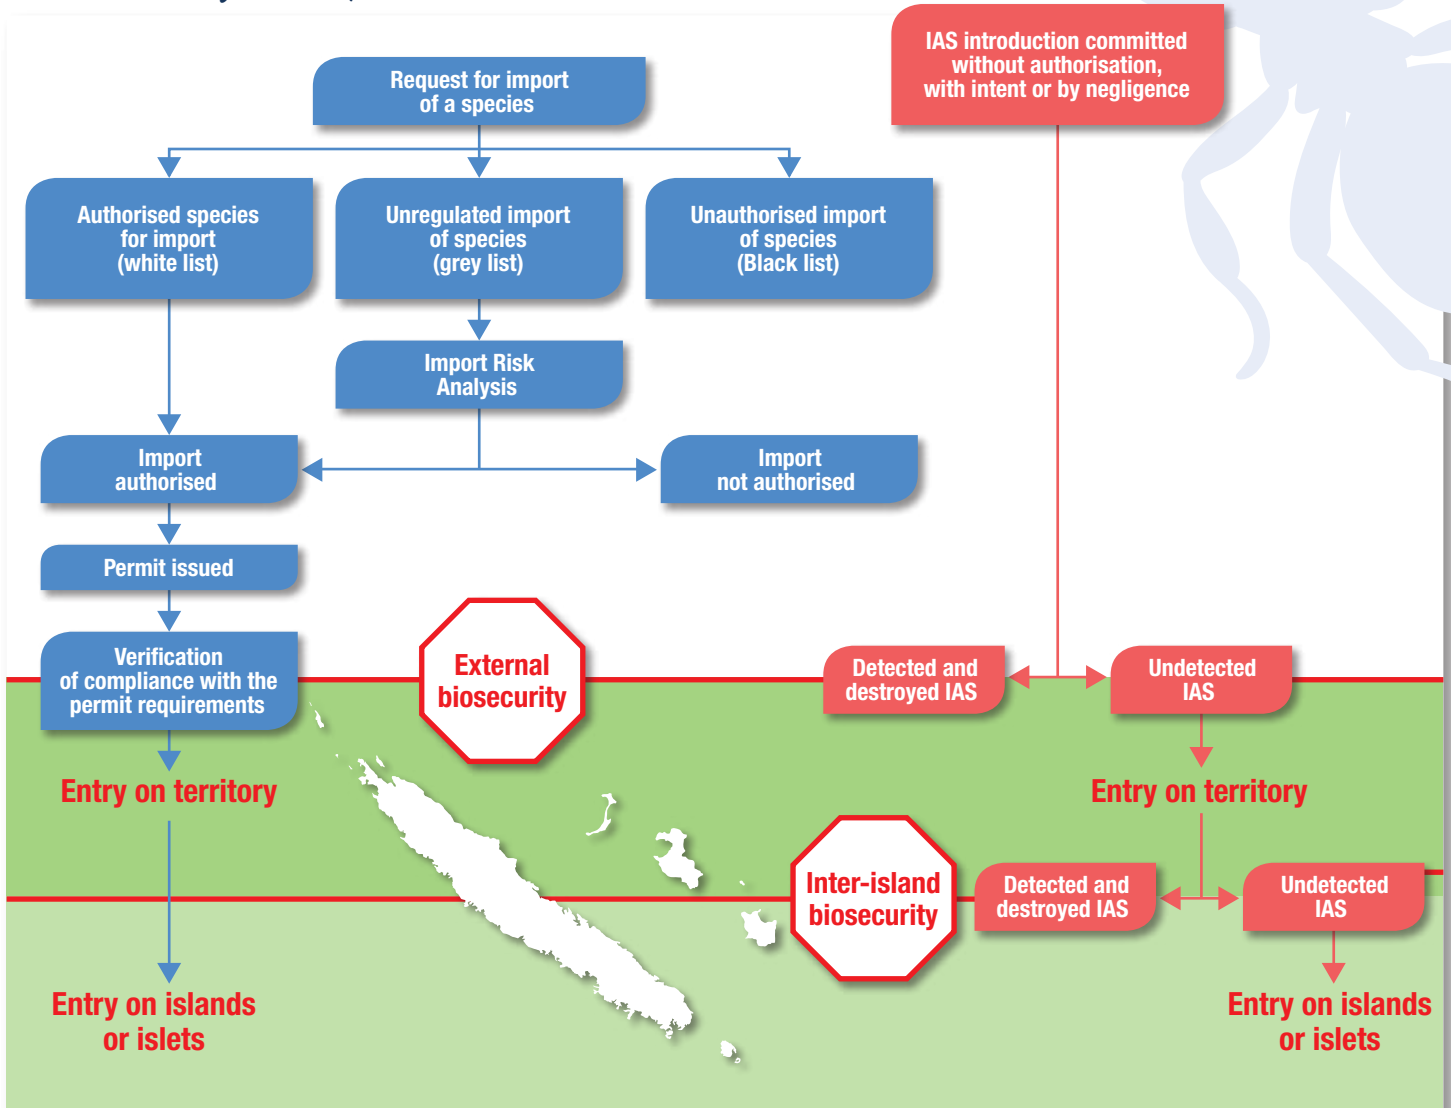 IAS introduction committed
without authorisation,
with intent or by negligence
Request for import
of a species
Authorised species
for import
(white list)
Unregulated import
of species
(grey list)
Unauthorised import
of species
(Black list)
Import Risk
Analysis
Import
authorised
Import
not authorised
Permit issued
Verification
of compliance with the
permit requirements
External
biosecurity
Detected and
destroyed IAS
Undetected
IAS
Entry on territory
Entry on territory
Inter-island
biosecurity
Detected and
destroyed IAS
Undetected
IAS
Entry on islands
or islets
Entry on islands
or islets